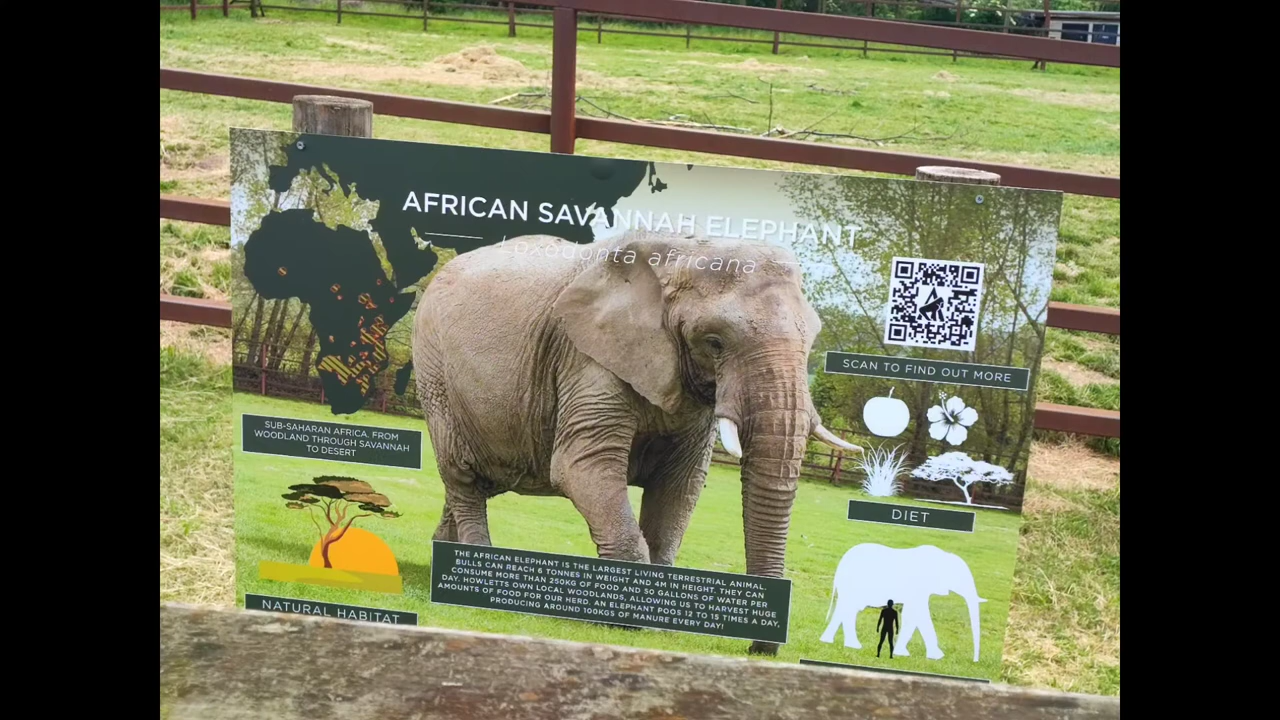 AFRICAN SAVANNAH ELEPHANT
Loxodonta africana
SCAN TO FIND OUT MORE
SUB-SAHARAN AFRICA, FROM
WOODLAND THROUGH SAVANNAH
TO DESERT
DIET
THE AFRICAN ELEPHANT IS THE LARGEST LIVING TERRESTRIAL ANIMAL.
BULLS CAN REACH 6 TONNES IN WEIGHT AND 4M IN HEIGHT. THEY CAN
CONSUME MORE THAN 250KG OF FOOD AND 50 GALLONS OF WATER PER
DAY. HOWLETTS OWN LOCAL WOODLANDS, ALLOWING US TO HARVEST HUGE
AMOUNTS OF FOOD FOR OUR HERD. AN ELEPHANT POOS 12 TO 15 TIMES A DAY,
PRODUCING AROUND 100KGS OF MANURE EVERY DAY!
NATURAL HABITAT